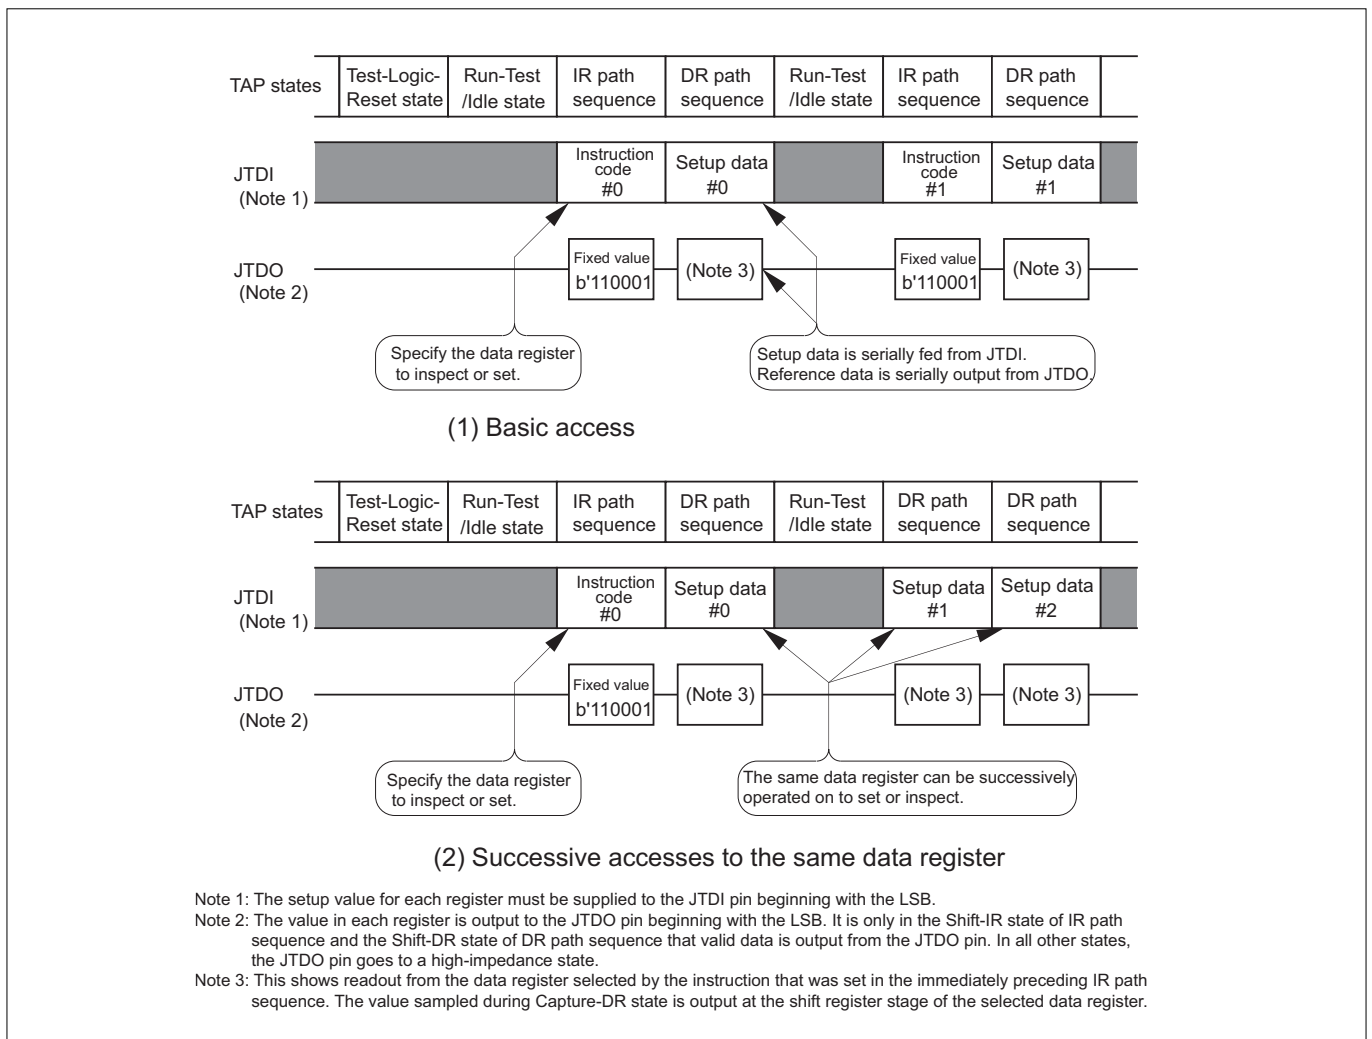 TAP states
Test-Logic-
Reset state
Run-Test
/Idle state
IR path
sequence
DR path
sequence
Run-Test
/Idle state
IR path
sequence
DR path
sequence
JTDI
(Note 1)
Instruction
code
#0
Setup data
#0
Instruction
code
#1
Setup data
#1
JTDO
(Note 2)
Fixed value
b'110001
(Note 3)
Fixed value
b'110001
(Note 3)
Specify the data register
to inspect or set.
Setup data is serially fed from JTDI.
Reference data is serially output from JTDO.
(1) Basic access
TAP states
Test-Logic-
Reset state
Run-Test
/Idle state
IR path
sequence
DR path
sequence
Run-Test
/Idle state
DR path
sequence
DR path
sequence
JTDI
(Note 1)
Instruction
code
#0
Setup data
#0
Setup data
#1
Setup data
#2
JTDO
(Note 2)
Fixed value
b'110001
(Note 3)
(Note 3)
(Note 3)
Specify the data register
to inspect or set.
The same data register can be successively
operated on to set or inspect.
(2) Successive accesses to the same data register
Note 1: The setup value for each register must be supplied to the JTDI pin beginning with the LSB.
Note 2: The value in each register is output to the JTDO pin beginning with the LSB. It is only in the Shift-IR state of IR path
sequence and the Shift-DR state of DR path sequence that valid data is output from the JTDO pin. In all other states,
the JTDO pin goes to a high-impedance state.
Note 3: This shows readout from the data register selected by the instruction that was set in the immediately preceding IR path
sequence. The value sampled during Capture-DR state is output at the shift register stage of the selected data register.